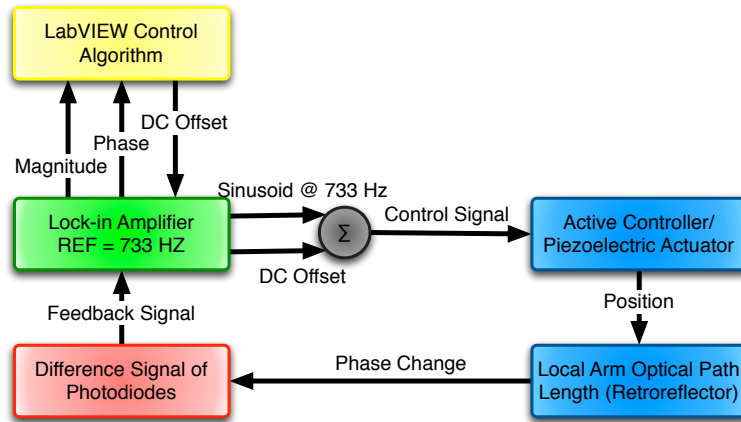 LabVIEW Control
Algorithm
DC Offset
Phase
Magnitude
Sinusoid @ 733 Hz
Lock-in Amplifier
REF = 733 HZ
Σ
Control Signal
Active Controller/
Piezoelectric Actuator
DC Offset
Position
Feedback Signal
Difference Signal of
Photodiodes
Phase Change
Local Arm Optical Path
Length (Retroreflector)